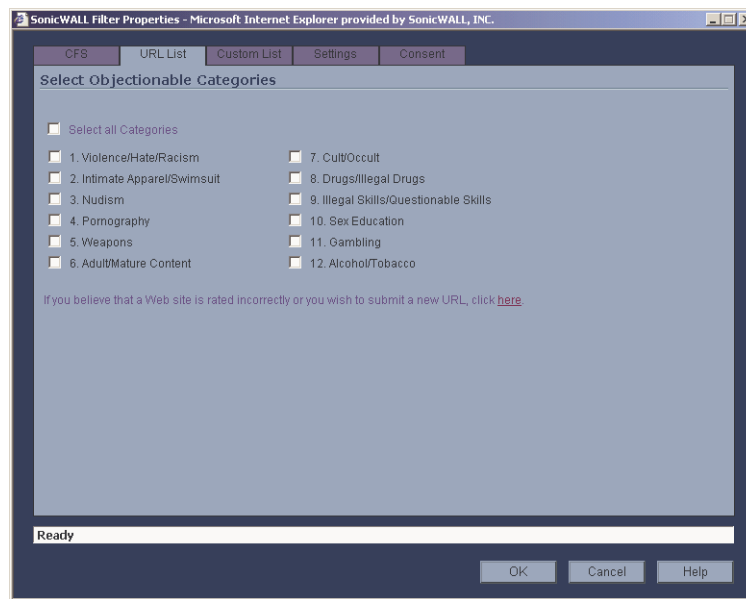 SonicWALL Filter Properties - Microsoft Internet Explorer provided by SonicWALL, INC.
CFS URL List Custom List Settings Consent
Select Objectionable Categories
Select all Categories
1. Violence/Hate/Racism 7. Cult/Occult
2. Intimate Apparel/Swimsuit 8. Drugs/Illegal Drugs
3. Nudism 9. Illegal Skills/Questionable Skills
4. Pornography 10. Sex Education
5. Weapons 11. Gambling
6. Adult/Mature Content 12. Alcohol/Tobacco
If you believe that a Web site is rated incorrectly or you wish to submit a new URL, click here.
Ready
OK Cancel Help